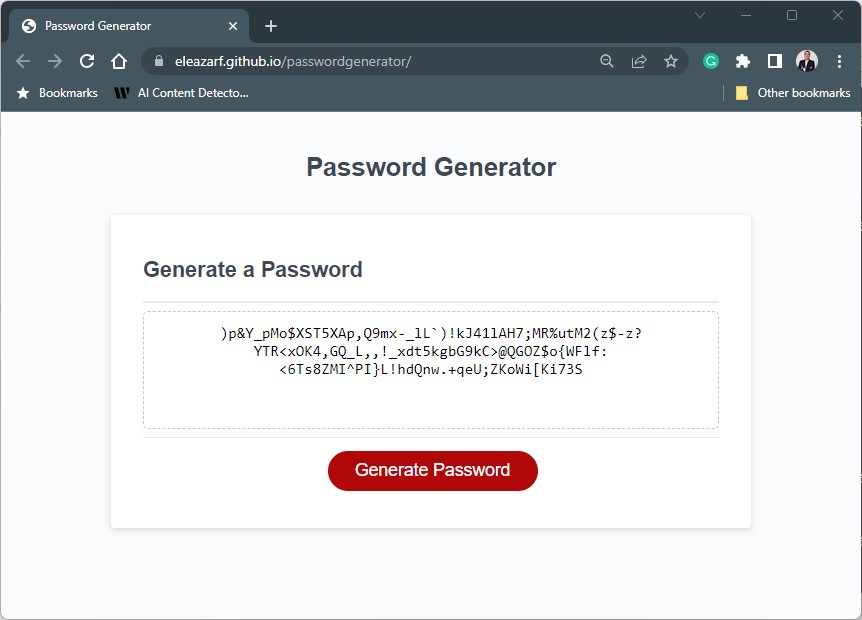 Password Generator
eleazarf.github.io/passwordgenerator/
Bookmarks
AI Content Detecto...
Other bookmarks
Password Generator
Generate a Password
)p&Y_pMo$XST5XAp,Q9mx-_lL`)!kJ41lAH7;MR%utM2(z$-z?
YTR<xOK4,GQ_L,,!_xdt5kgbG9kC>@QGOZ$o{WFlf:
<6Ts8ZMI^PI}L!hdQnw.+qeU;ZKoWi[Ki73S
Generate Password